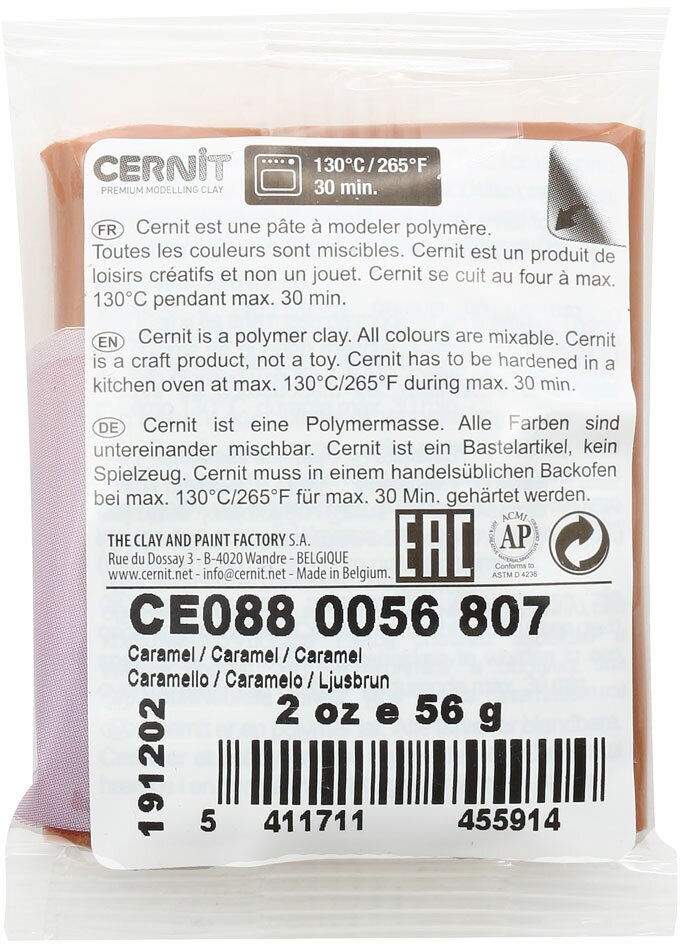 CERNIT
PREMIUM MODELLING CLAY
130°C/265°F
30 min.
FR Cernit est une pâte à modeler polymère.
Toutes les couleurs sont miscibles. Cernit est un produit de
loisirs créatifs et non un jouet. Cernit se cuit au four à max.
130°C pendant max. 30 min.
EN Cernit is a polymer clay. All colours are mixable. Cernit
is a craft product, not a toy. Cernit has to be hardened in a
kitchen oven at max. 130°C/265°F during max. 30 min.
DE Cernit ist eine Polymermasse. Alle Farben sind
untereinander mischbar. Cernit ist ein Bastelartikel, kein
Spielzeug. Cernit muss in einem handelsüblichen Backofen
bei max. 130°C/265°F für max. 30 Min. gehärtet werden.
THE CLAY AND PAINT FACTORY S.A.
Rue du Dossay 3 - B-4020 Wandre - BELGIQUE
www.cernit.net - info@cernit.net - Made in Belgium.
EAC
ACMI
AP
Conforms to
ASTM D 4236
CE088 0056 807
Caramel / Caramel / Caramel
Caramello / Caramelo / Ljusbrun
2 oz e 56 g
191202
5 411711 455914